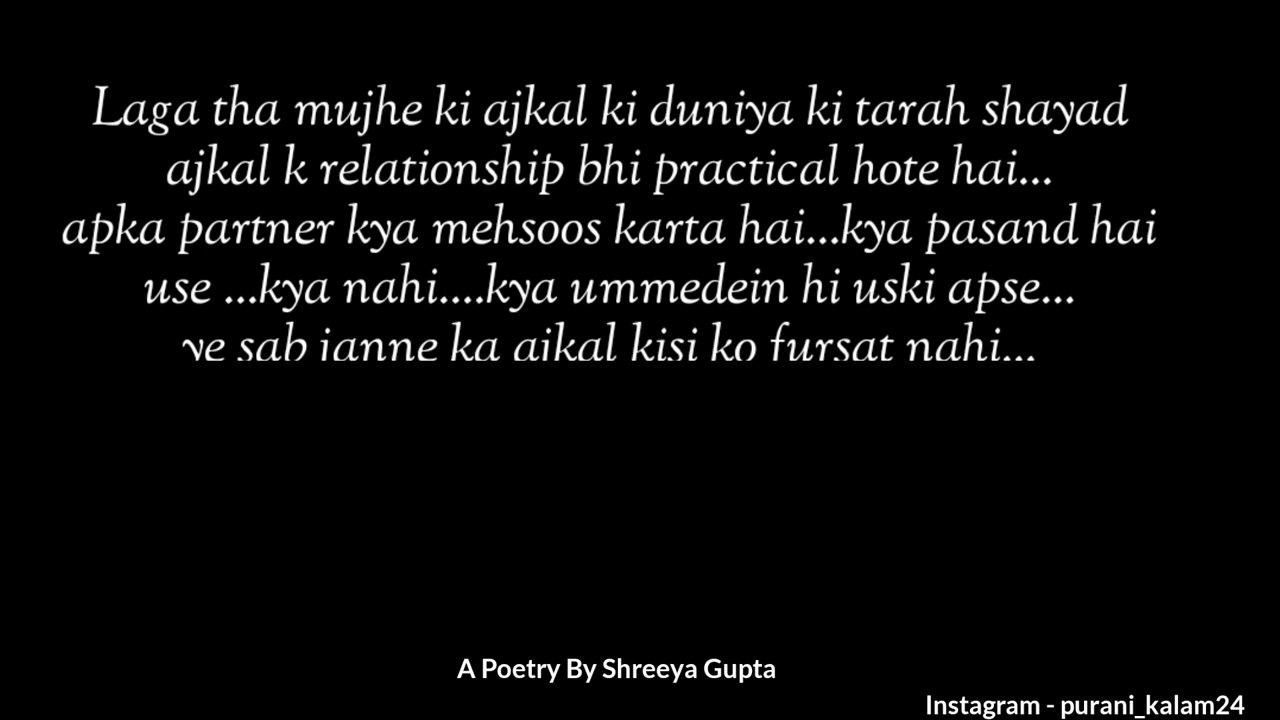 Laga tha mujhe ki ajkal ki duniya ki tarah shayad
ajkal k relationship bhi practical hote hai...
apka partner kya mehsoos karta hai...kya pasand hai
use ...kya nahi....kya ummedein hi uski apse...
ye sab janne ka ajkal kisi ko fursat nahi...
A Poetry By Shreeya Gupta
Instagram - purani_kalam24